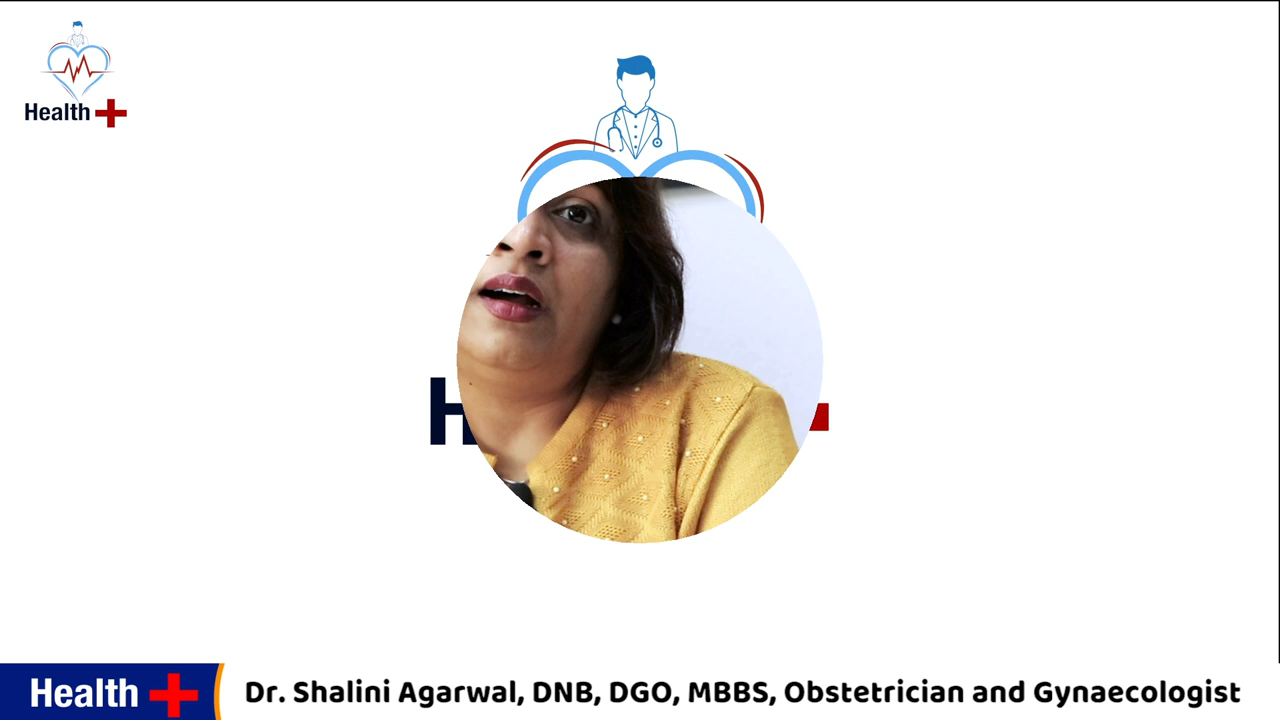 Health
H
Health
Dr. Shalini Agarwal, DNB, DGO, MBBS, Obstetrician and Gynaecologist